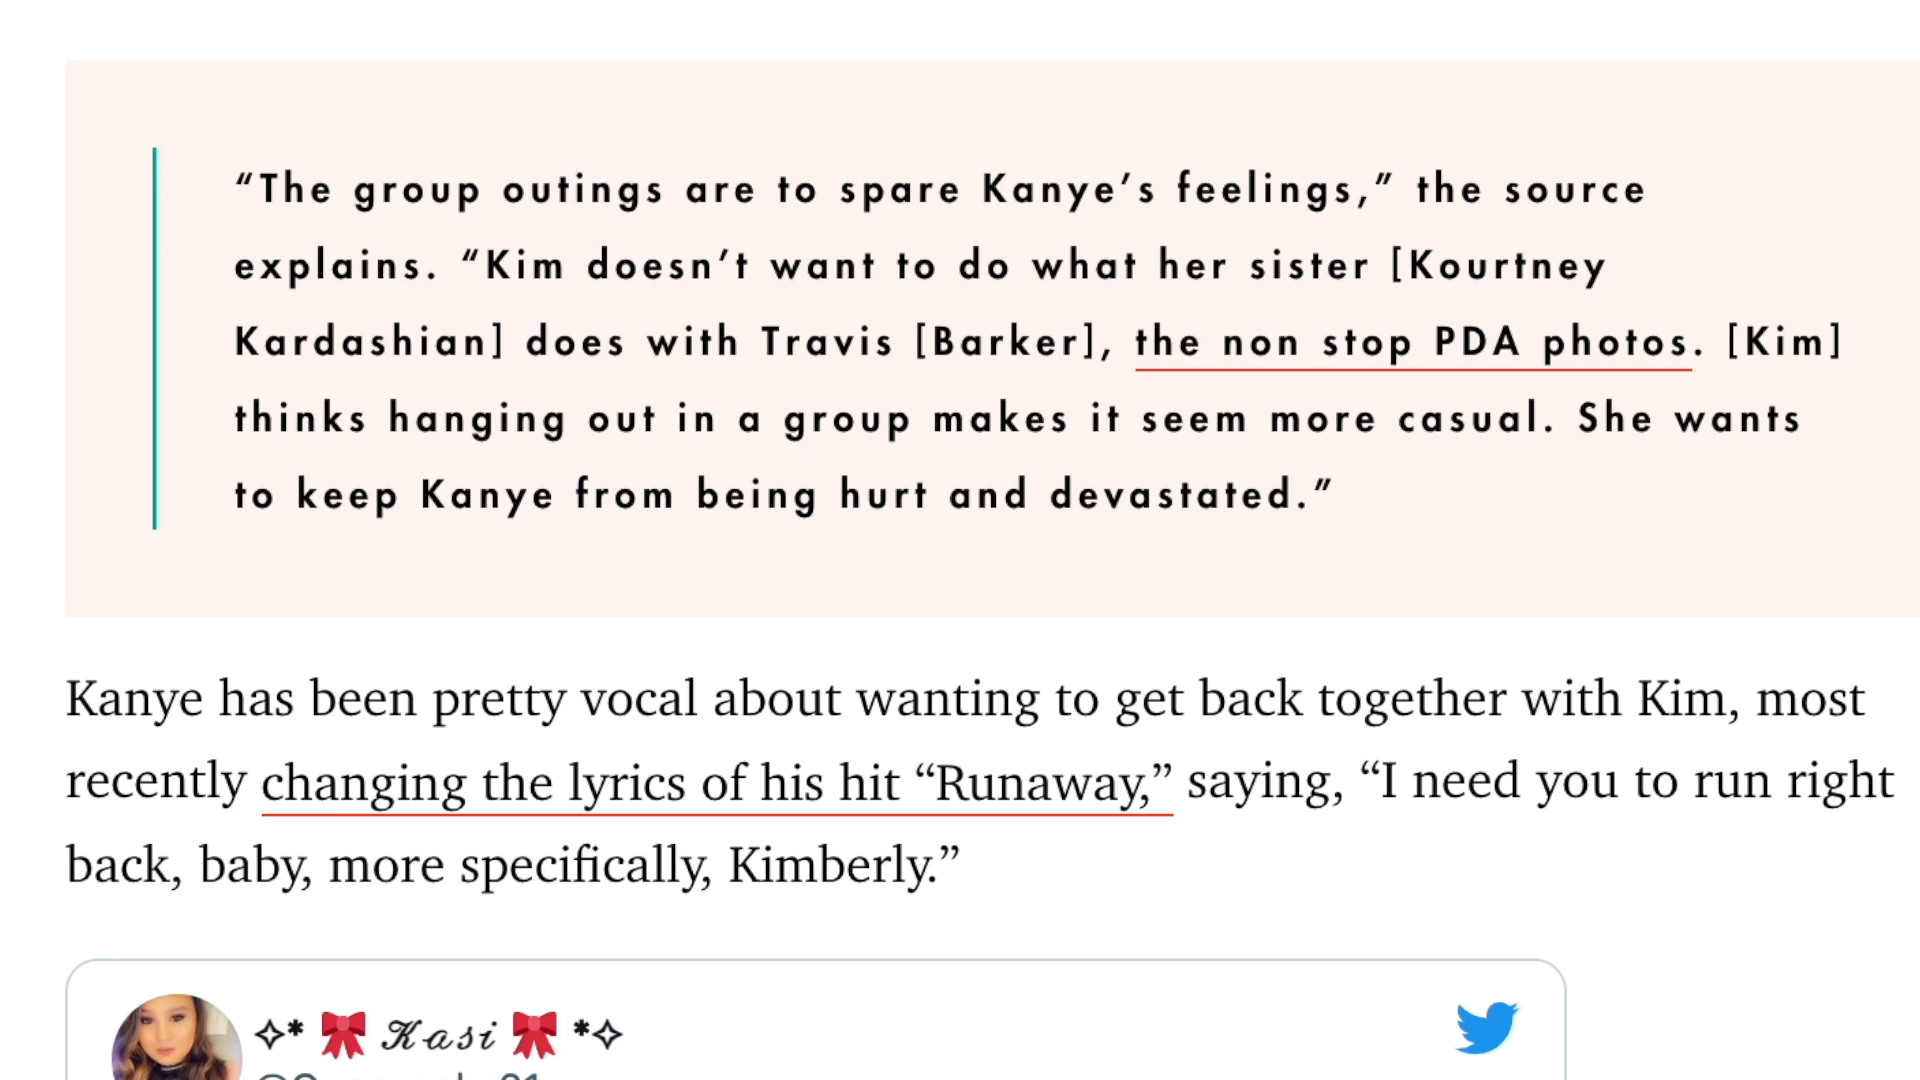 “The group outings are to spare Kanye’s feelings,” the source
explains. “Kim doesn’t want to do what her sister [Kourtney
Kardashian] does with Travis [Barker], the non stop PDA photos. [Kim]
thinks hanging out in a group makes it seem more casual. She wants
to keep Kanye from being hurt and devastated.”
Kanye has been pretty vocal about wanting to get back together with Kim, most
recently changing the lyrics of his hit “Runaway,” saying, “I need you to run right
back, baby, more specifically, Kimberly.”
✧* 🎀 𝒦𝒶𝓈𝒾 🎀 *✧